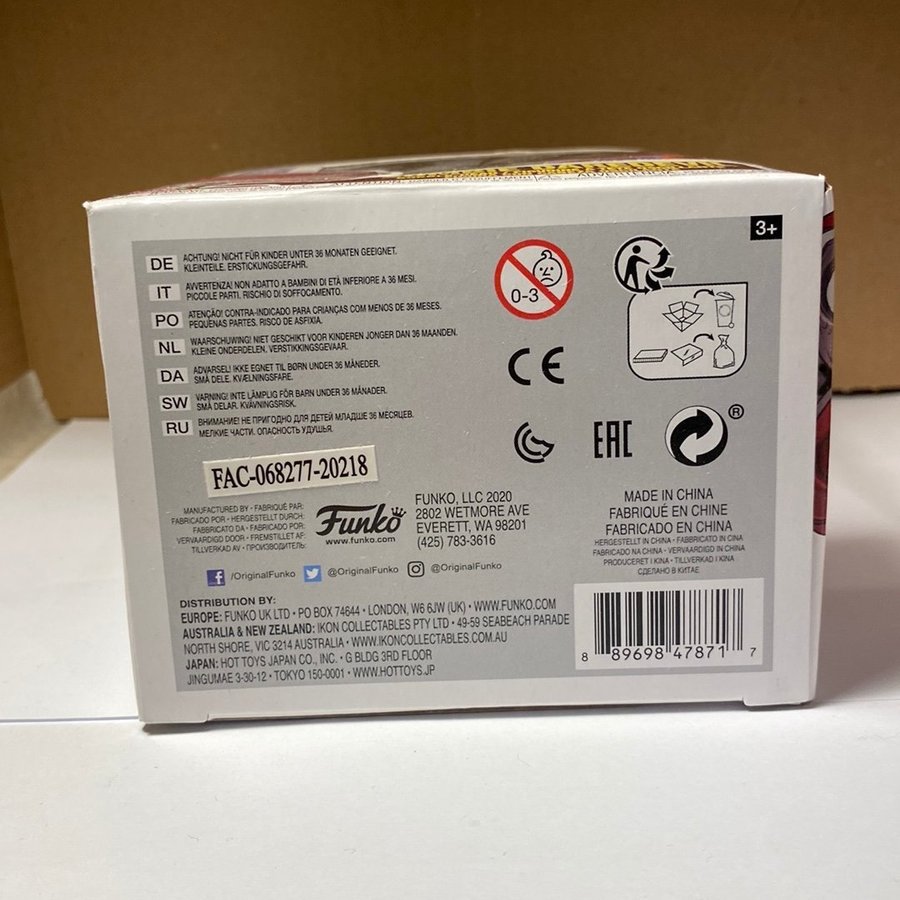 3+
DE ACHTUNG! NICHT FÜR KINDER UNTER 36 MONATEN GEEIGNET.
KLEINTEILE. ERSTICKUNGSGEFAHR.
IT AVVERTENZA! NON ADATTO A BAMBINI DI ETÀ INFERIORE A 36 MESI.
PICCOLE PARTI. RISCHIO DI SOFFOCAMENTO.
PO ATENÇÃO! CONTRA-INDICADO PARA CRIANÇAS COM MENOS DE 36 MESES.
PEQUENAS PARTES. RISCO DE ASFIXIA.
NL WAARSCHUWING! NIET GESCHIKT VOOR KINDEREN JONGER DAN 36 MAANDEN.
KLEINE ONDERDELEN. VERSTIKKINGSGEVAAR.
DA ADVARSEL! IKKE EGNET TIL BØRN UNDER 36 MÅNEDER.
SMÅ DELE. KVÆLNINGSFARE.
SW VARNING! INTE LÄMPLIG FÖR BARN UNDER 36 MÅNADER.
SMÅ DELAR. KVÄVNINGSRISK.
RU ВНИМАНИЕ! НЕ ПРИГОДНО ДЛЯ ДЕТЕЙ МЛАДШЕ 36 МЕСЯЦЕВ.
МЕЛКИЕ ЧАСТИ. ОПАСНОСТЬ УДУШЬЯ.
0-3
CE
EAC
®
FAC-068277-20218
MANUFACTURED BY • FABRIQUÉ PAR:
FABRICADO POR • HERGESTELLT DURCH:
FABBRICATO DA • FABRICADO POR:
VERVAARDIGD DOOR • FREMSTILLET AF:
TILLVERKAD AV • ПРОИЗВОДИТЕЛЬ:
Funko
www.funko.com
FUNKO, LLC 2020
2802 WETMORE AVE
EVERETT, WA 98201
(425) 783-3616
MADE IN CHINA
FABRIQUÉ EN CHINE
FABRICADO EN CHINA
HERGESTELLT IN CHINA • FABBRICATO IN CINA
FABRICADO NA CHINA • VERVAARDIGD IN CHINA
PRODUCERET I KINA • TILLVERKAD I KINA
СДЕЛАНО В КИТАЕ
/OriginalFunko @OriginalFunko @OriginalFunko
DISTRIBUTION BY:
EUROPE: FUNKO UK LTD • PO BOX 74644 • LONDON, W6 6JW (UK) • WWW.FUNKO.COM
AUSTRALIA & NEW ZEALAND: IKON COLLECTABLES PTY LTD • 49-59 SEABEACH PARADE
NORTH SHORE, VIC 3214 AUSTRALIA • WWW.IKONCOLLECTABLES.COM.AU
JAPAN: HOT TOYS JAPAN CO., INC. • G BLDG 3RD FLOOR
JINGUMAE 3-30-12 • TOKYO 150-0001 • WWW.HOTTOYS.JP
8 89698 47871 7